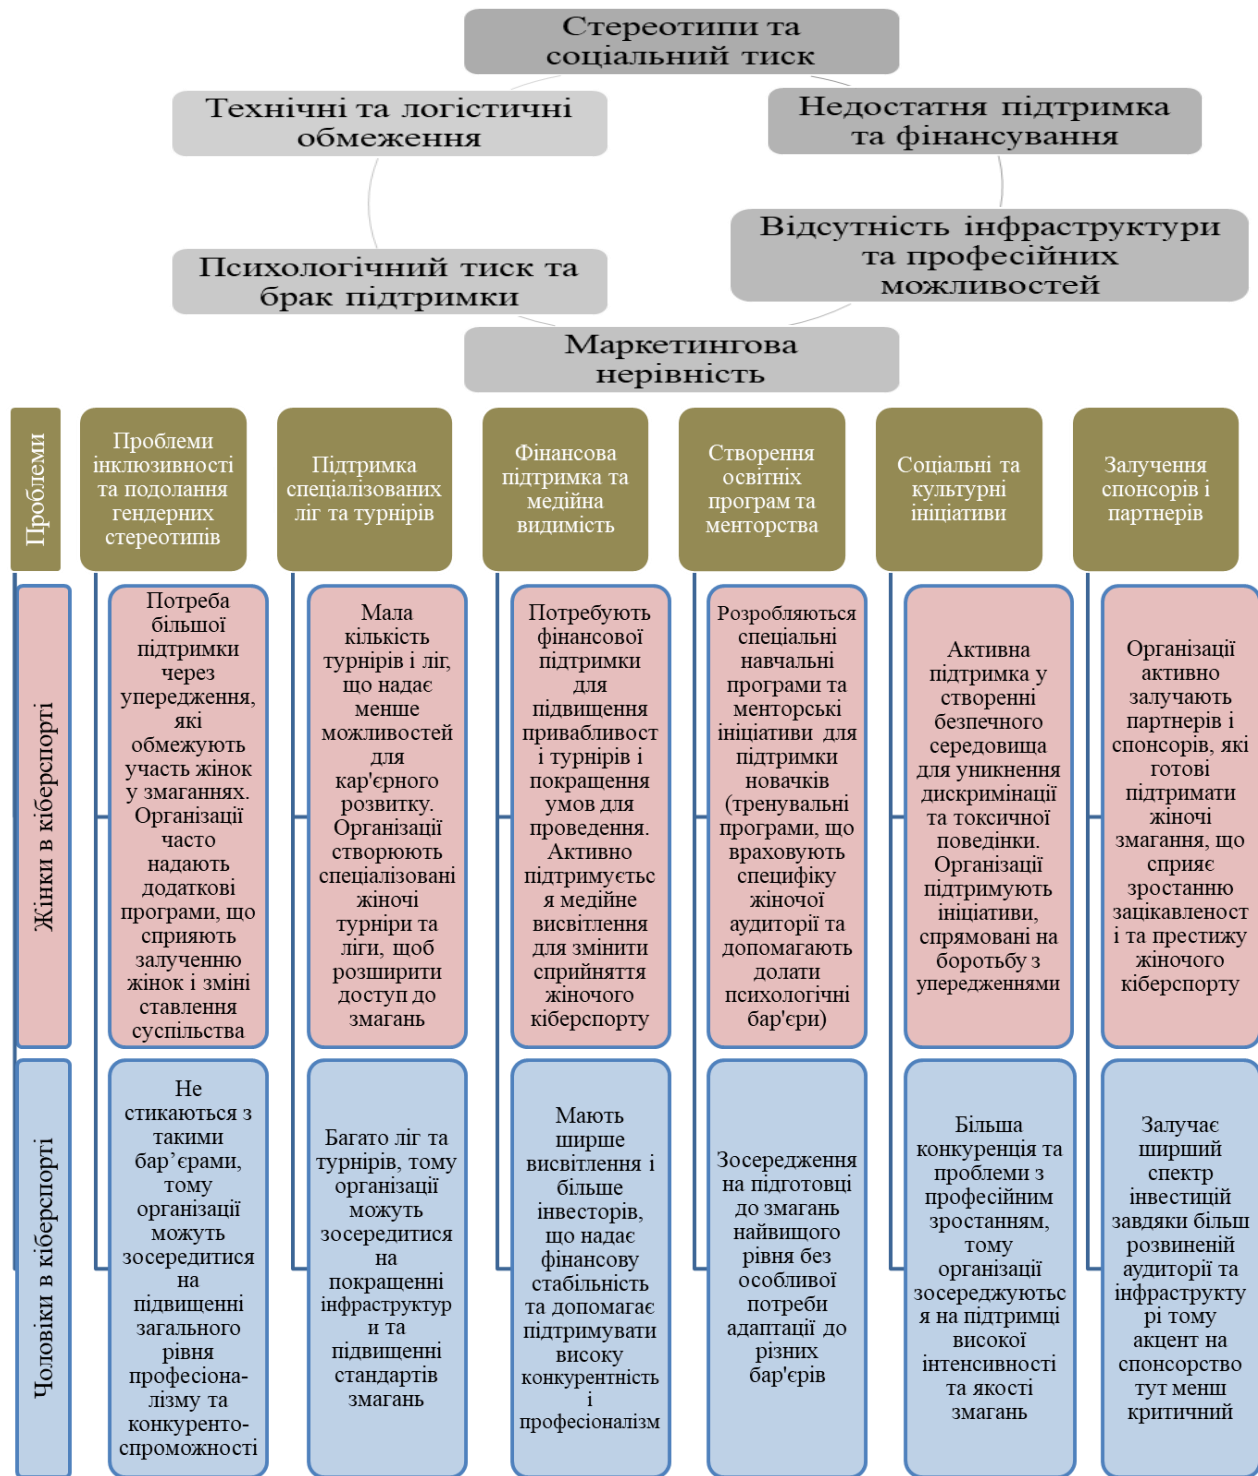 Стереотипи та
соціальний тиск
Технічні та логістичні
обмеження
Недостатня підтримка
та фінансування
Психологічний тиск та
брак підтримки
Відсутність інфраструктури
та професійних
можливостей
Маркетингова
нерівність
Проблеми
Проблеми
інклюзивності
та подолання
гендерних
стереотипів
Підтримка
спеціалізованих
ліг та турнірів
Фінансова
підтримка та
медійна
видимість
Створення
освітніх
програм та
менторства
Соціальні та
культурні
ініціативи
Залучення
спонсорів і
партнерів
Жінки в кіберспорті
Потреба
більшої
підтримки
через
упередження,
які
обмежують
участь жінок
у змаганнях.
Організації
часто
надають
додаткові
програми, що
сприяють
залученню
жінок і зміні
ставлення
суспільства
Мала
кількість
турнірів і ліг,
що надає
менше
можливостей
для
кар'єрного
розвитку.
Організації
створюють
спеціалізовані
жіночі
турніри та
ліги, щоб
розширити
доступ до
змагань
Потребують
фінансової
підтримки
для
підвищення
привабливост
і турнірів і
покращення
умов для
проведення.
Активно
підтримуєтьс
я медійне
висвітлення
для змінити
сприйняття
жіночого
кіберспорту
Розробляються
спеціальні
навчальні
програми та
менторські
ініціативи для
підтримки
новачків
(тренувальні
програми, що
враховують
специфіку
жіночої
аудиторії та
допомагають
долати
психологічні
бар'єри)
Активна
підтримка у
створенні
безпечного
середовища
для уникнення
дискримінації
та токсичної
поведінки.
Організації
підтримують
ініціативи,
спрямовані на
боротьбу з
упередженнями
Організації
активно
залучають
партнерів і
спонсорів, які
готові
підтримати
жіночі
змагання, що
сприяє
зростанню
зацікавленост
і та престижу
жіночого
кіберспорту
Чоловіки в кіберспорті
Не
стикаються з
такими
бар’єрами,
тому
організації
можуть
зосередитися
на
підвищенні
загального
рівня
професіона-
лізму та
конкуренто-
спроможності
Багато ліг та
турнірів, тому
організації
можуть
зосередитися
на
покращенні
інфраструктур
и та
підвищенні
стандартів
змагань
Мають
ширше
висвітлення і
більше
інвесторів,
що надає
фінансову
стабільність
та допомагає
підтримувати
високу
конкурентність
і
професіоналізм
Зосередження
на підготовці
до змагань
найвищого
рівня без
особливої
потреби
адаптації до
різних
бар'єрів
Більша
конкуренція та
проблеми з
професійним
зростанням,
тому
організації
зосереджуютьс
я на підтримці
високої
інтенсивності
та якості
змагань
Залучає
ширший
спектр
інвестицій
завдяки більш
розвиненій
аудиторії та
інфраструкту
рі тому
акцент на
спонсорство
тут менш
критичний